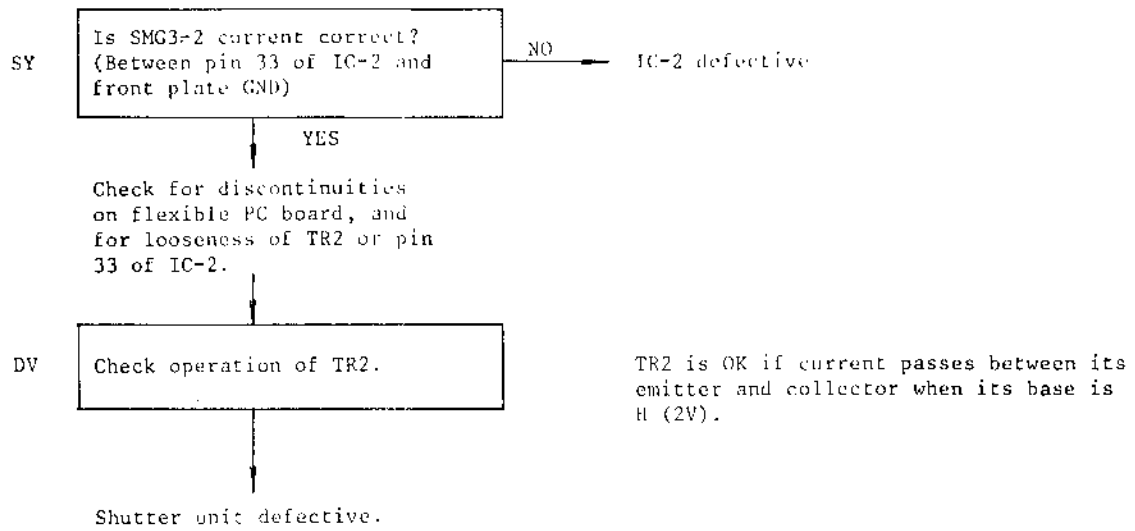 Is SMG3-2 current correct?
SY
(Between pin 33 of IC-2 and
front plate GND)
NO
IC-2 defective
YES
Check for discontinuities
on flexible PC board, and
for looseness of TR2 or pin
33 of IC-2.
DV
Check operation of TR2.
TR2 is OK if current passes between its
emitter and collector when its base is
H (2V).
Shutter unit defective.